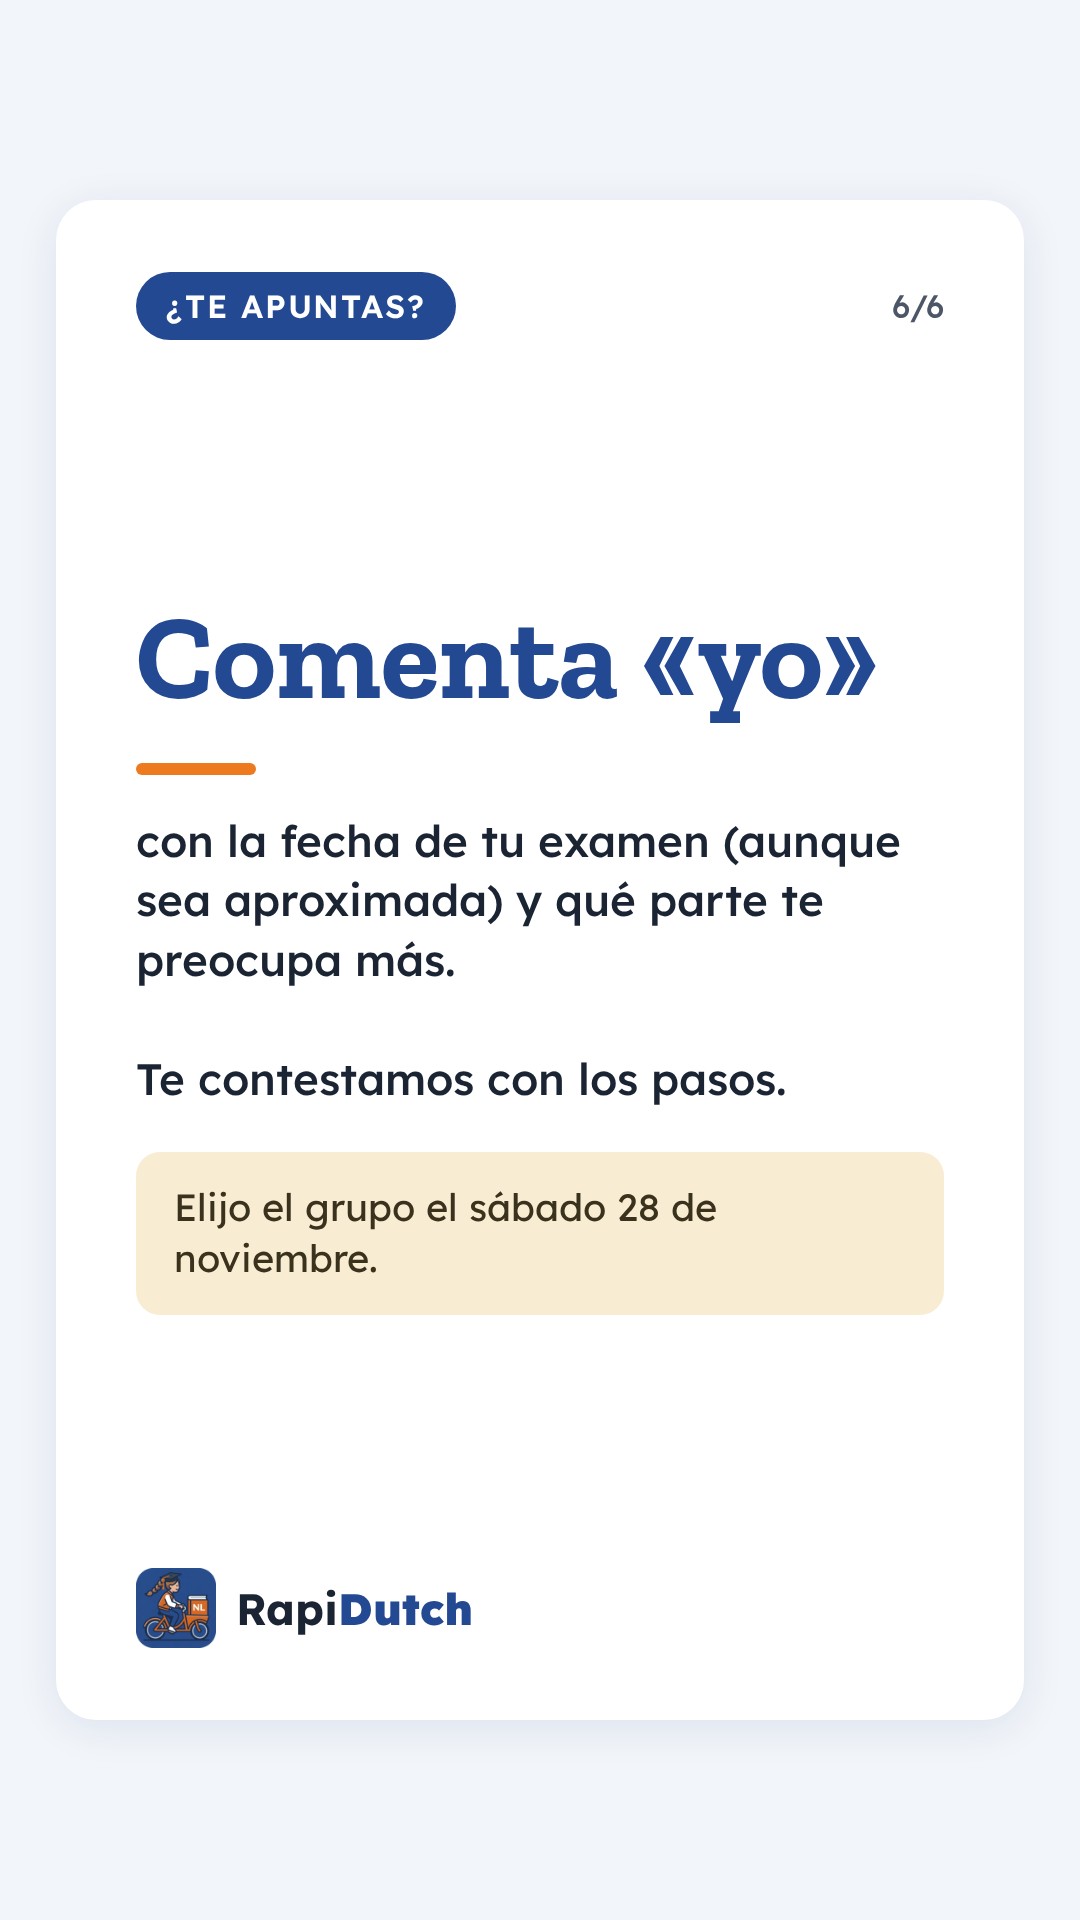 ¿TE APUNTAS?
6/6
Comenta «yo»
con la fecha de tu examen (aunque
sea aproximada) y qué parte te
preocupa más.
Te contestamos con los pasos.
Elijo el grupo el sábado 28 de
noviembre.
NL
RapiDutch